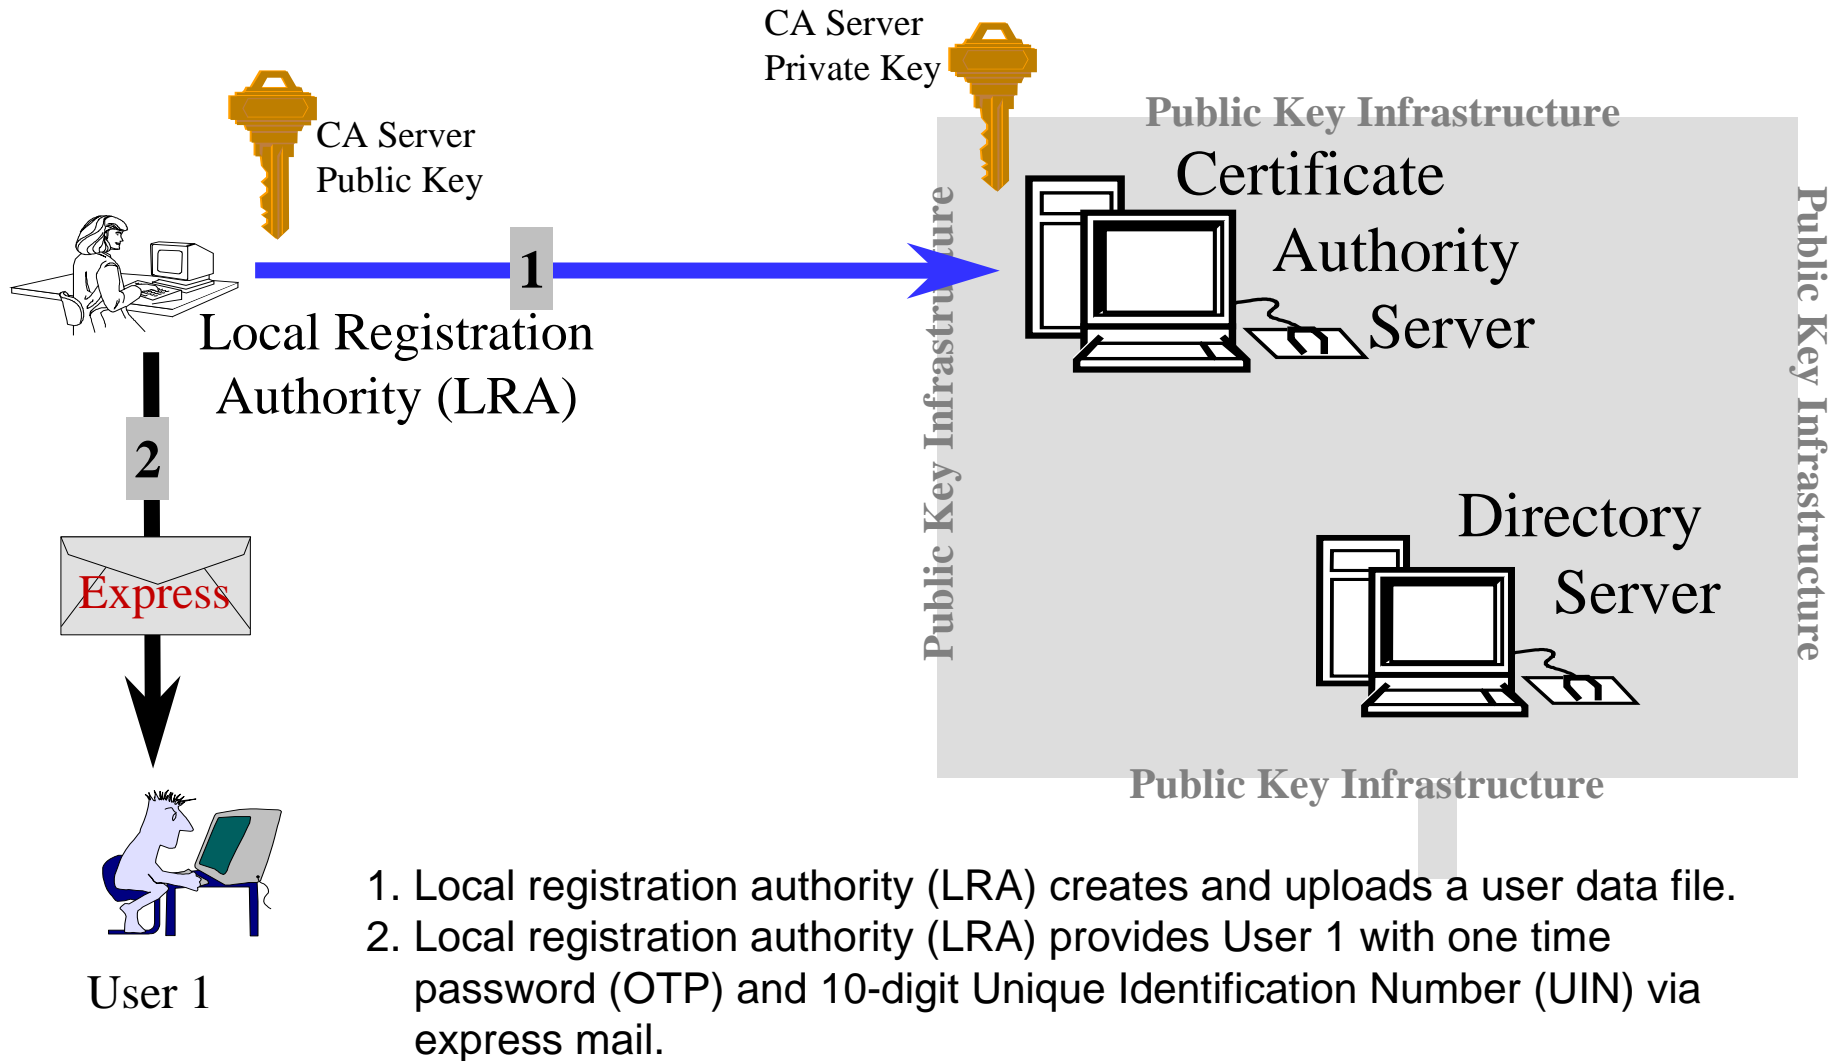 CA Server
Private Key
CA Server
Public Key
Public Key Infrastructure
Certificate
Authority
Server
Public Key Infrastructure
Public Key Infrastructure
1
Local Registration
Authority (LRA)
2
Express
Directory
Server
Public Key Infrastructure
User 1
1. Local registration authority (LRA) creates and uploads a user data file.
2. Local registration authority (LRA) provides User 1 with one time
password (OTP) and 10-digit Unique Identification Number (UIN) via
express mail.